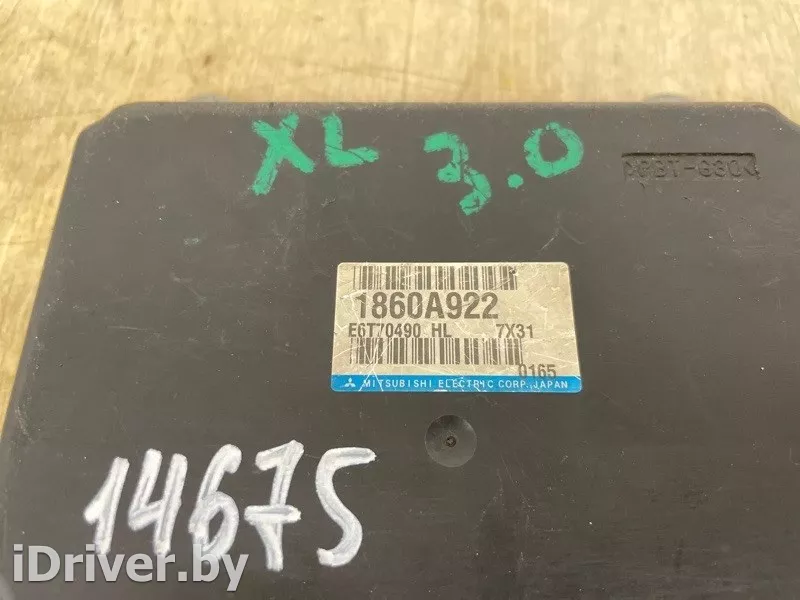 XL 3.0
1860A922
E6T70490 HL 7X31
0165
MITSUBISHI ELECTRIC CORP. JAPAN
14675
iDriver.by